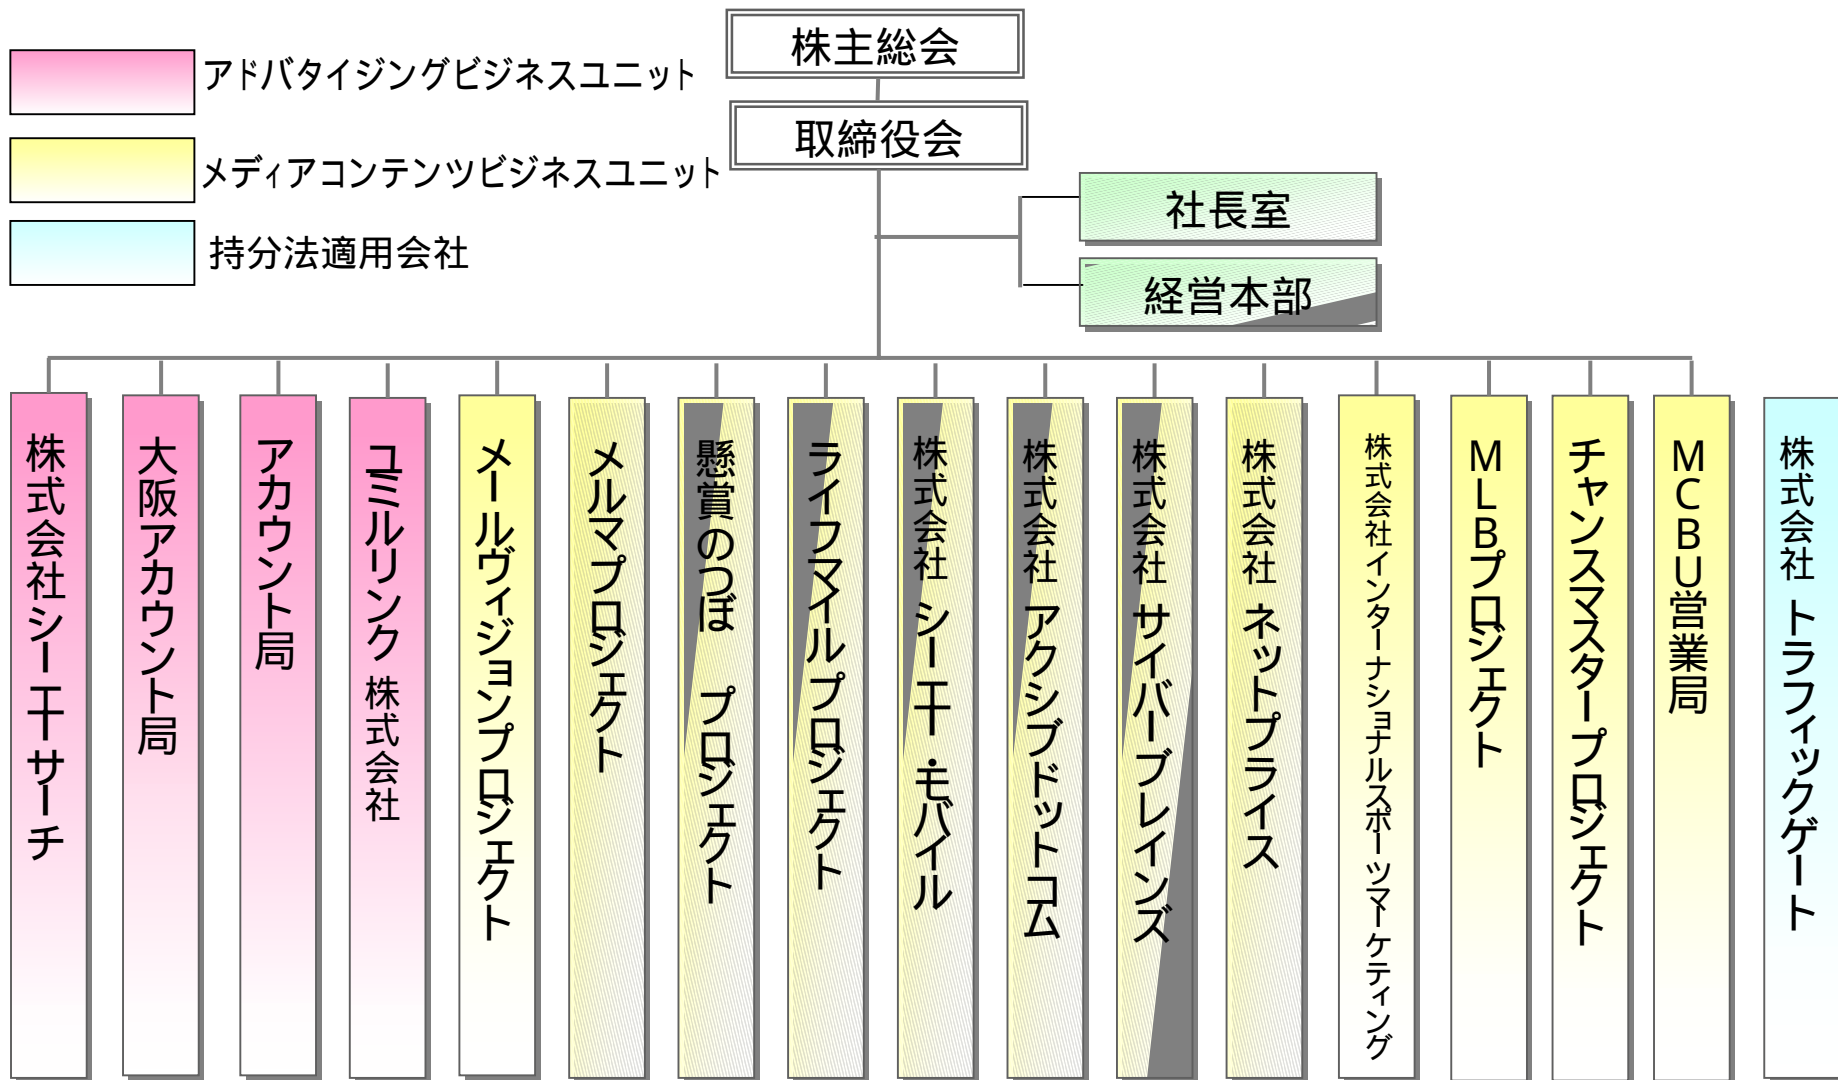 株主総会
アドバタイジングビジネスユニット
取締役会
メディアコンテンツビジネスユニット
社長室
持分法適用会社
経営本部
株式会社シーエーサーチ
大阪アカウント局
アカウント局
ユミルリンク 株式会社
メールヴィジョンプロジェクト
メルマプロジェクト
懸賞のつぼ プロジェクト
ライフマイル プロジェクト
株式会社 シーエー・モバイル
株式会社 アクシブドットコム
株式会社 サイバーブレインズ
株式会社 ネットプライス
株式会社インターナショナルスポーツマーケティング
MLBプロジェクト
チャンスマスタープロジェクト
MCBU営業局
株式会社 トラフィックゲート